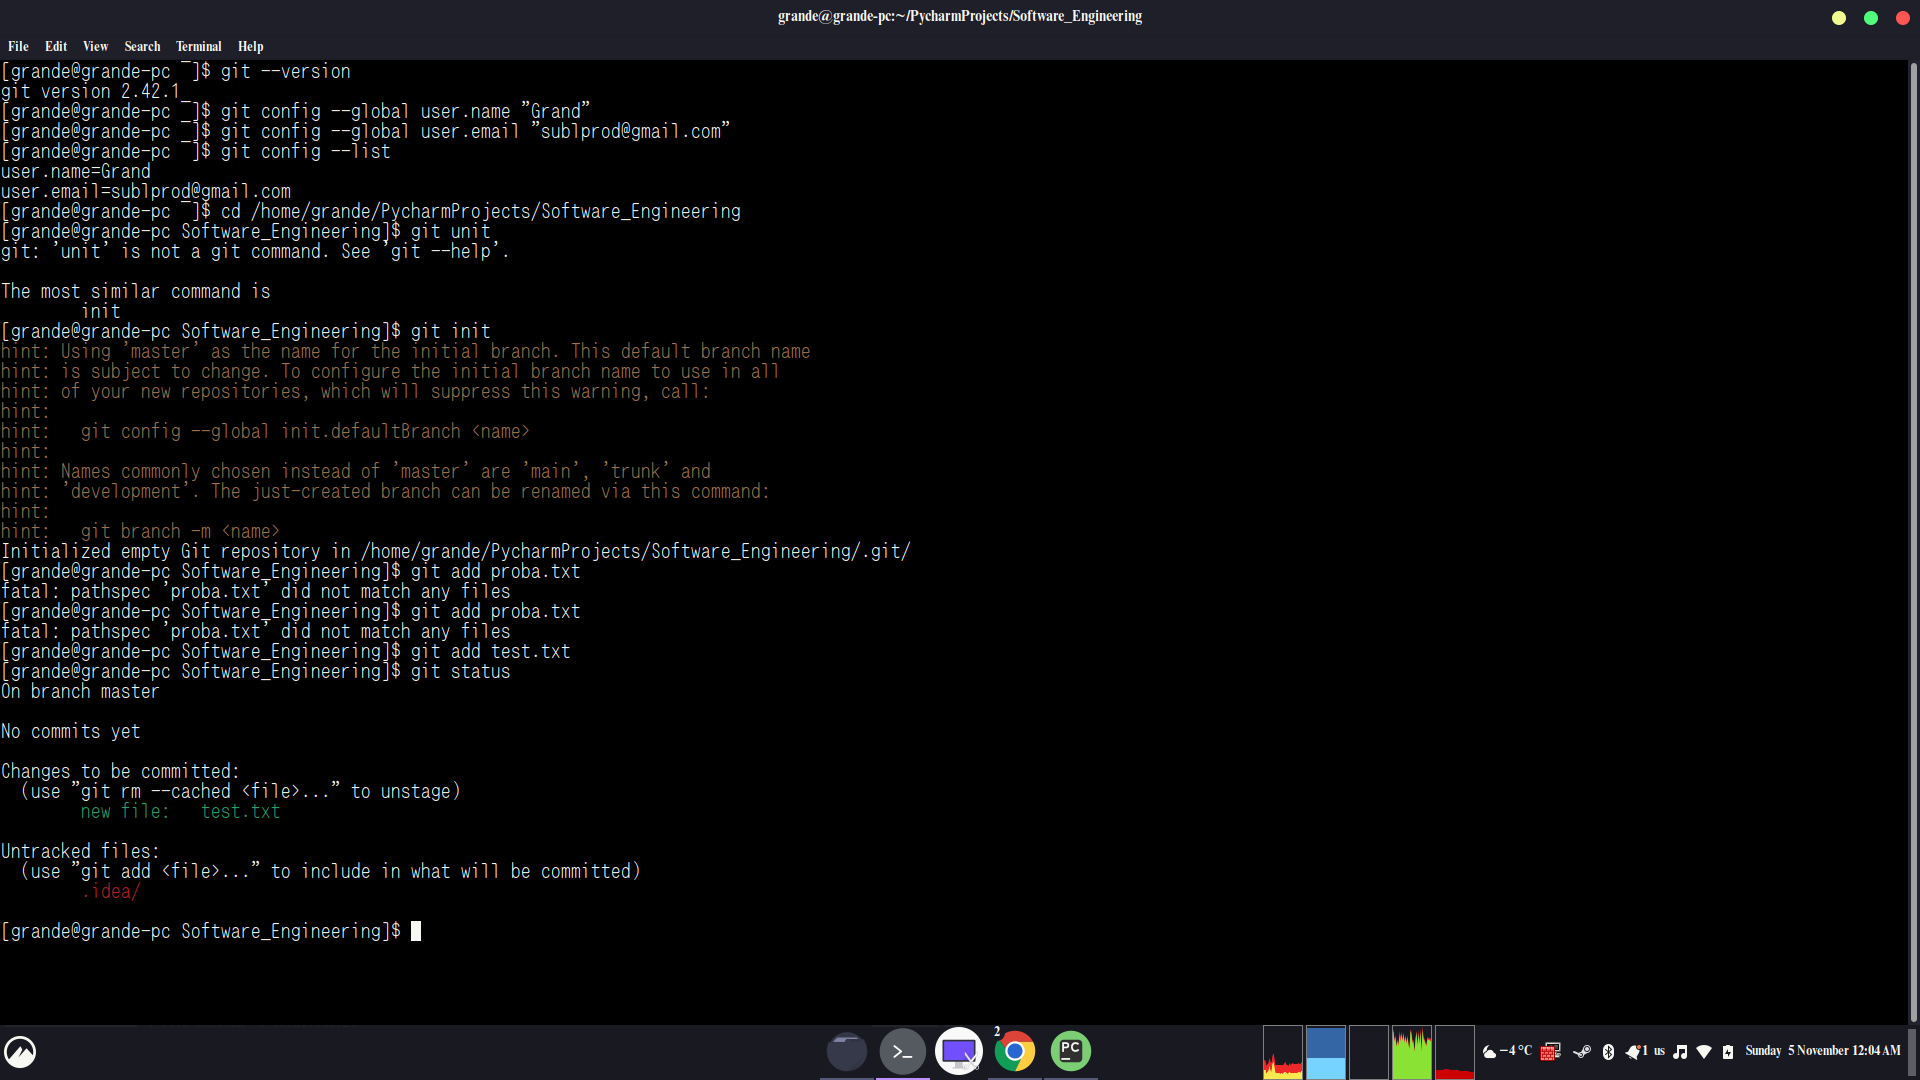 grande@grande-pc:~/PycharmProjects/Software_Engineering
File Edit View Search Terminal Help
[grande@grande-pc ~]$ git --version
git version 2.42.1
[grande@grande-pc ~]$ git config --global user.name "Grand"
[grande@grande-pc ~]$ git config --global user.email "sublprod@gmail.com"
[grande@grande-pc ~]$ git config --list
user.name=Grand
user.email=sublprod@gmail.com
[grande@grande-pc ~]$ cd /home/grande/PycharmProjects/Software_Engineering
[grande@grande-pc Software_Engineering]$ git unit
git: 'unit' is not a git command. See 'git --help'.
The most similar command is
init
[grande@grande-pc Software_Engineering]$ git init
hint: Using 'master' as the name for the initial branch. This default branch name
hint: is subject to change. To configure the initial branch name to use in all
hint: of your new repositories, which will suppress this warning, call:
hint:
hint: git config --global init.defaultBranch <name>
hint:
hint: Names commonly chosen instead of 'master' are 'main', 'trunk' and
hint: 'development'. The just-created branch can be renamed via this command:
hint:
hint: git branch -m <name>
Initialized empty Git repository in /home/grande/PycharmProjects/Software_Engineering/.git/
[grande@grande-pc Software_Engineering]$ git add proba.txt
fatal: pathspec 'proba.txt' did not match any files
[grande@grande-pc Software_Engineering]$ git add proba.txt
fatal: pathspec 'proba.txt' did not match any files
[grande@grande-pc Software_Engineering]$ git add test.txt
[grande@grande-pc Software_Engineering]$ git status
On branch master
No commits yet
Changes to be committed:
(use "git rm --cached <file>..." to unstage)
new file: test.txt
Untracked files:
(use "git add <file>..." to include in what will be committed)
.idea/
[grande@grande-pc Software_Engineering]$
2
PC
−4 °C 1 us Sunday 5 November 12:04 AM